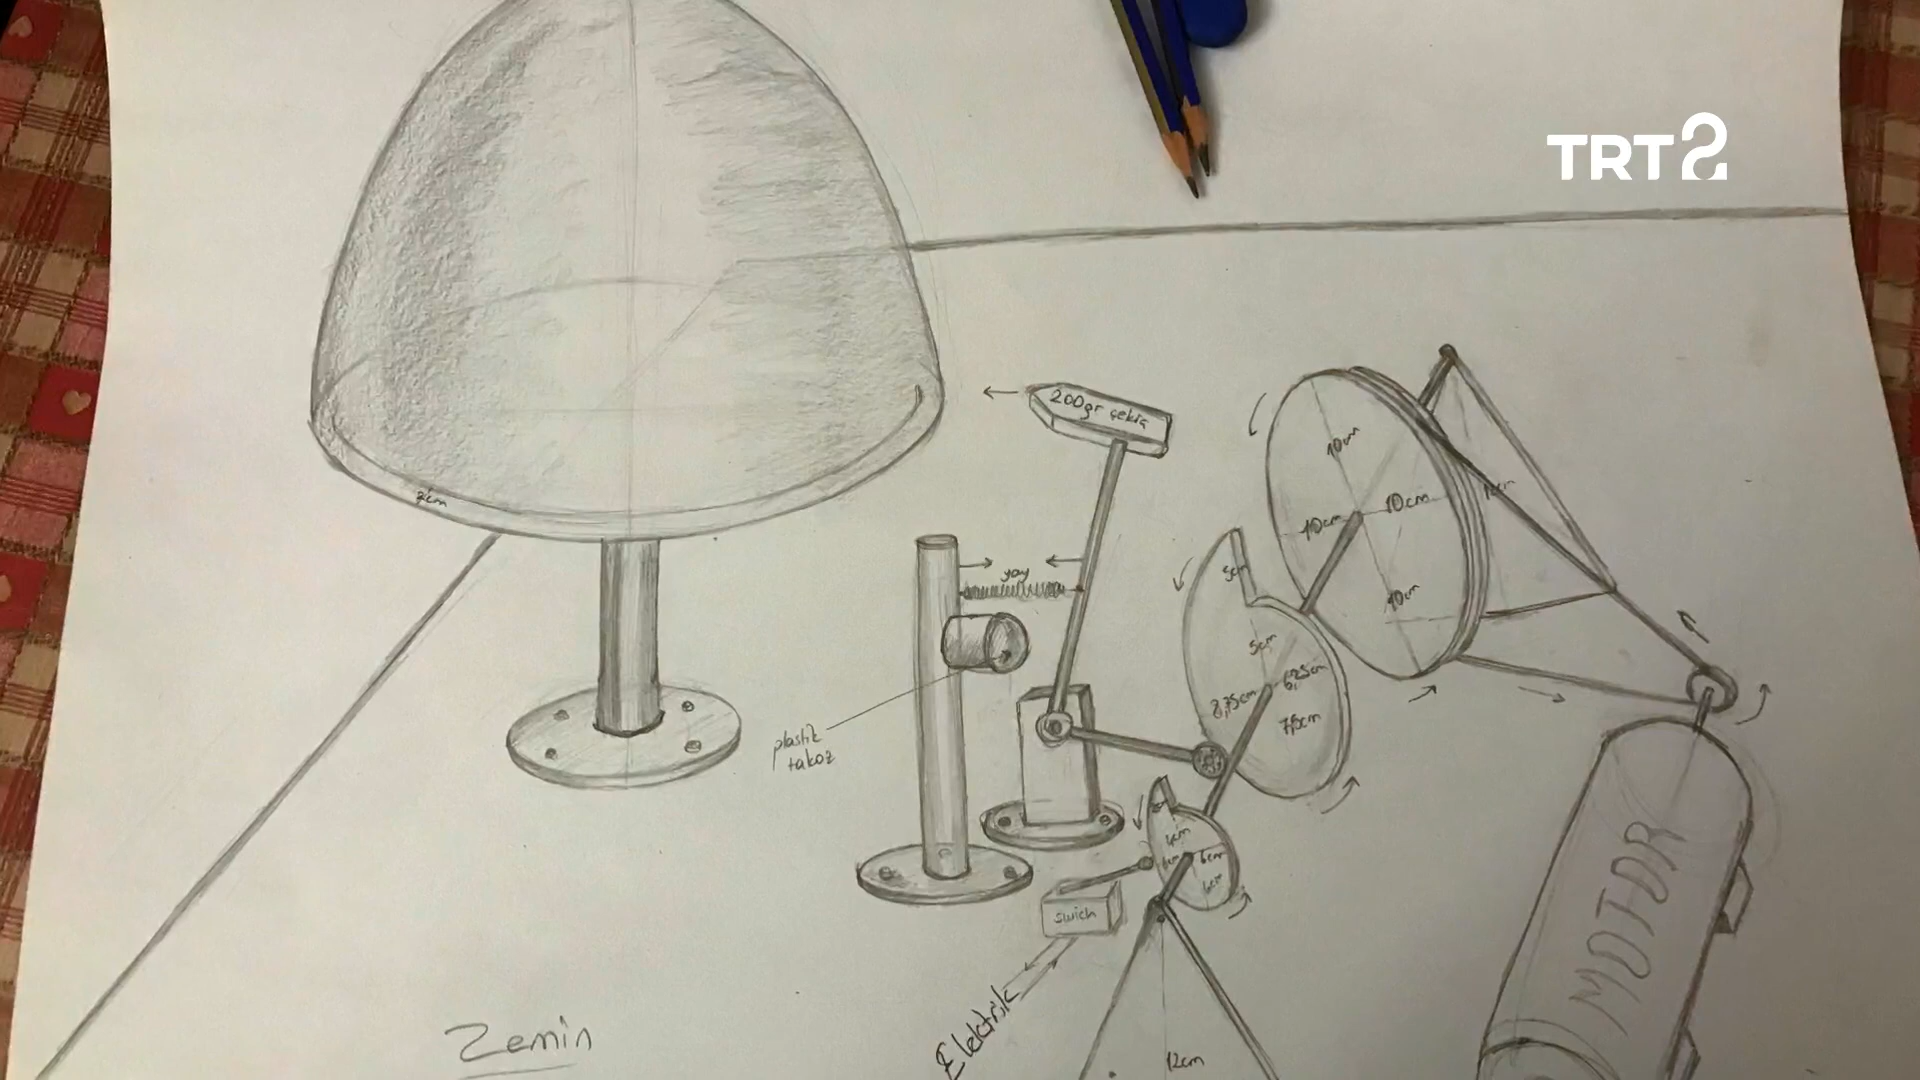 TRT2
200gr çekiç
10cm
10cm
10cm
10cm
yay
5cm
5cm
6,25cm
8,75cm
7,5cm
plastik
takoz
4cm
6cm
6cm
swich
2cm
MOTOR
Elektrik
Zemin
12cm